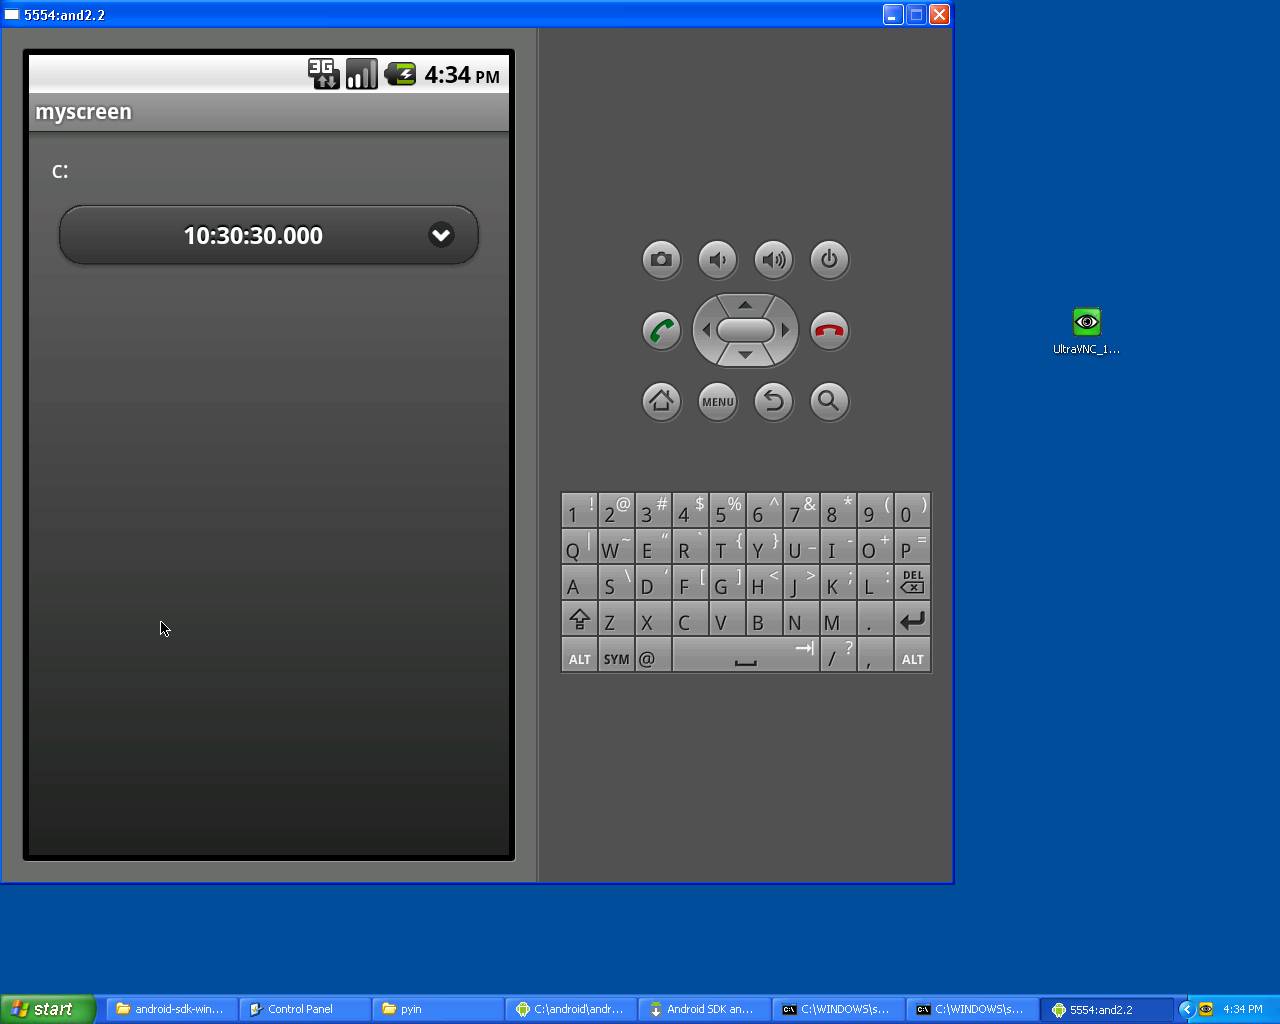 5554:and2.2
3G 4:34 PM
myscreen
c:
10:30:30.000
MENU
UltraVNC_1...
1 ! 2 @ 3 # 4 $ 5 % 6 ^ 7 & 8 * 9 ( 0 )
Q | W ~ E “ R ` T { Y } U _ I - O + P =
A S \ D ' F [ G ] H < J > K ; L : DEL
Z X C V B N M .
ALT SYM @ / ? , ALT
start android-sdk-win... Control Panel pyin C:\android\andr... Android SDK an... C:\WINDOWS\s... C:\WINDOWS\s... 5554:and2.2 4:34 PM